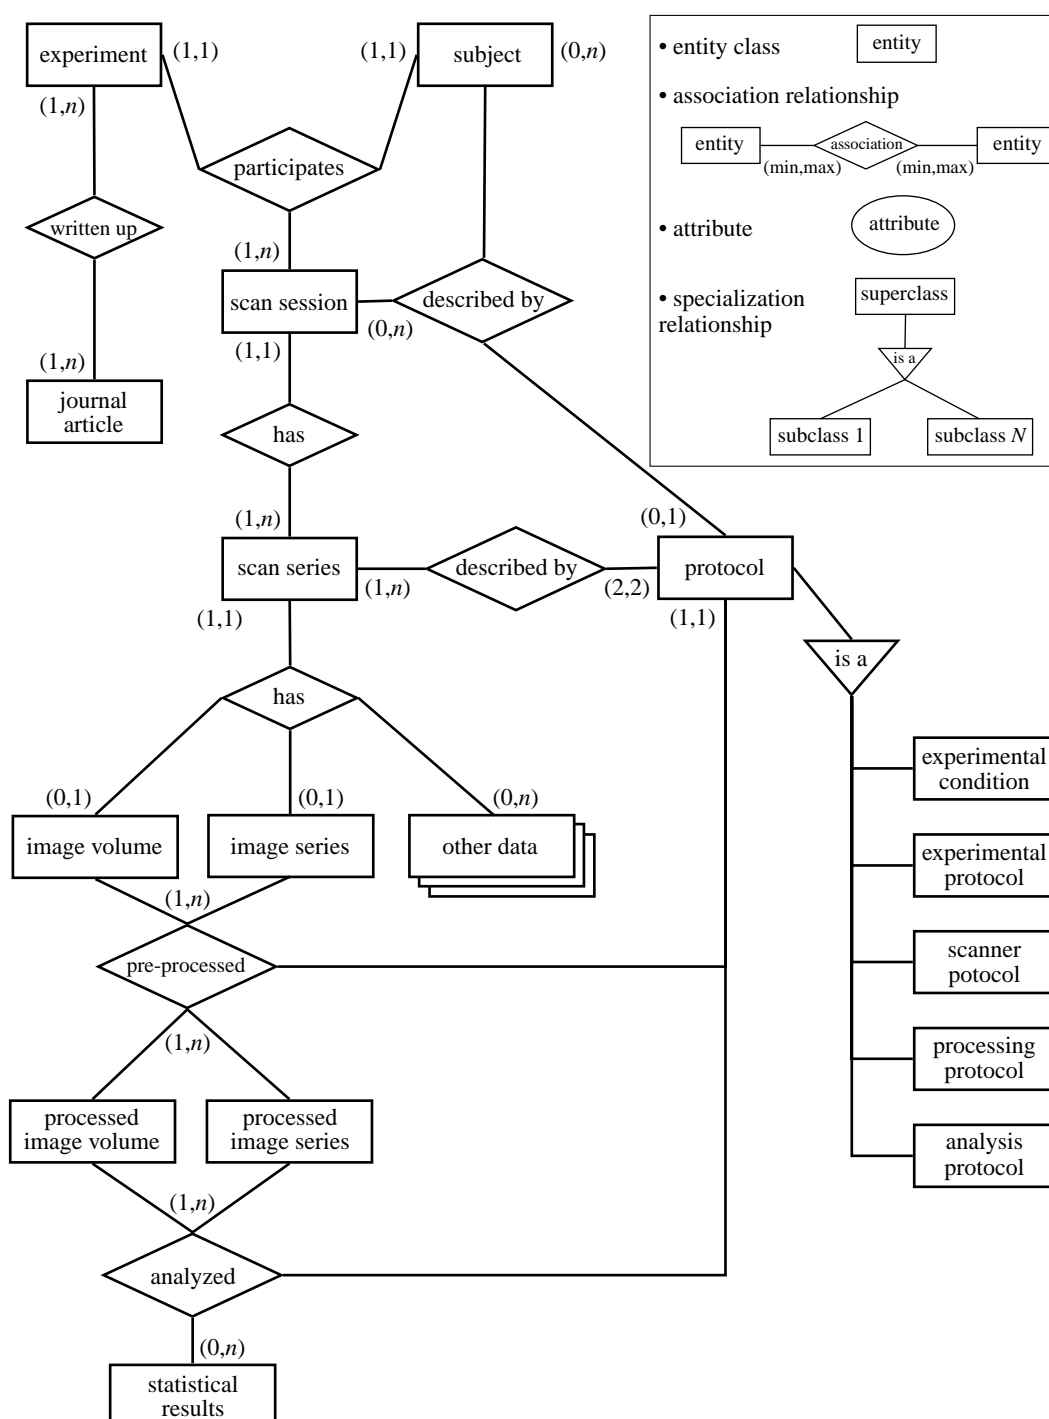 experiment
(1,1)
(1,1)
subject
(0,n)
(1,n)
participates
written up
(1,n)
scan session
(0,n)
described by
(1,1)
(1,n)
journal
article
has
(1,n)
(0,1)
scan series
(1,n)
described by
(2,2)
protocol
(1,1)
(1,1)
is a
has
(0,1)
(0,1)
(0,n)
image volume
image series
other data
(1,n)
pre-processed
(1,n)
processed
image volume
processed
image series
(1,n)
analyzed
(0,n)
statistical
results
experimental
condition
experimental
protocol
scanner
potocol
processing
protocol
analysis
protocol
• entity class
entity
• association relationship
entity
association
entity
(min,max)
(min,max)
• attribute
attribute
• specialization
relationship
superclass
is a
subclass 1
subclass N